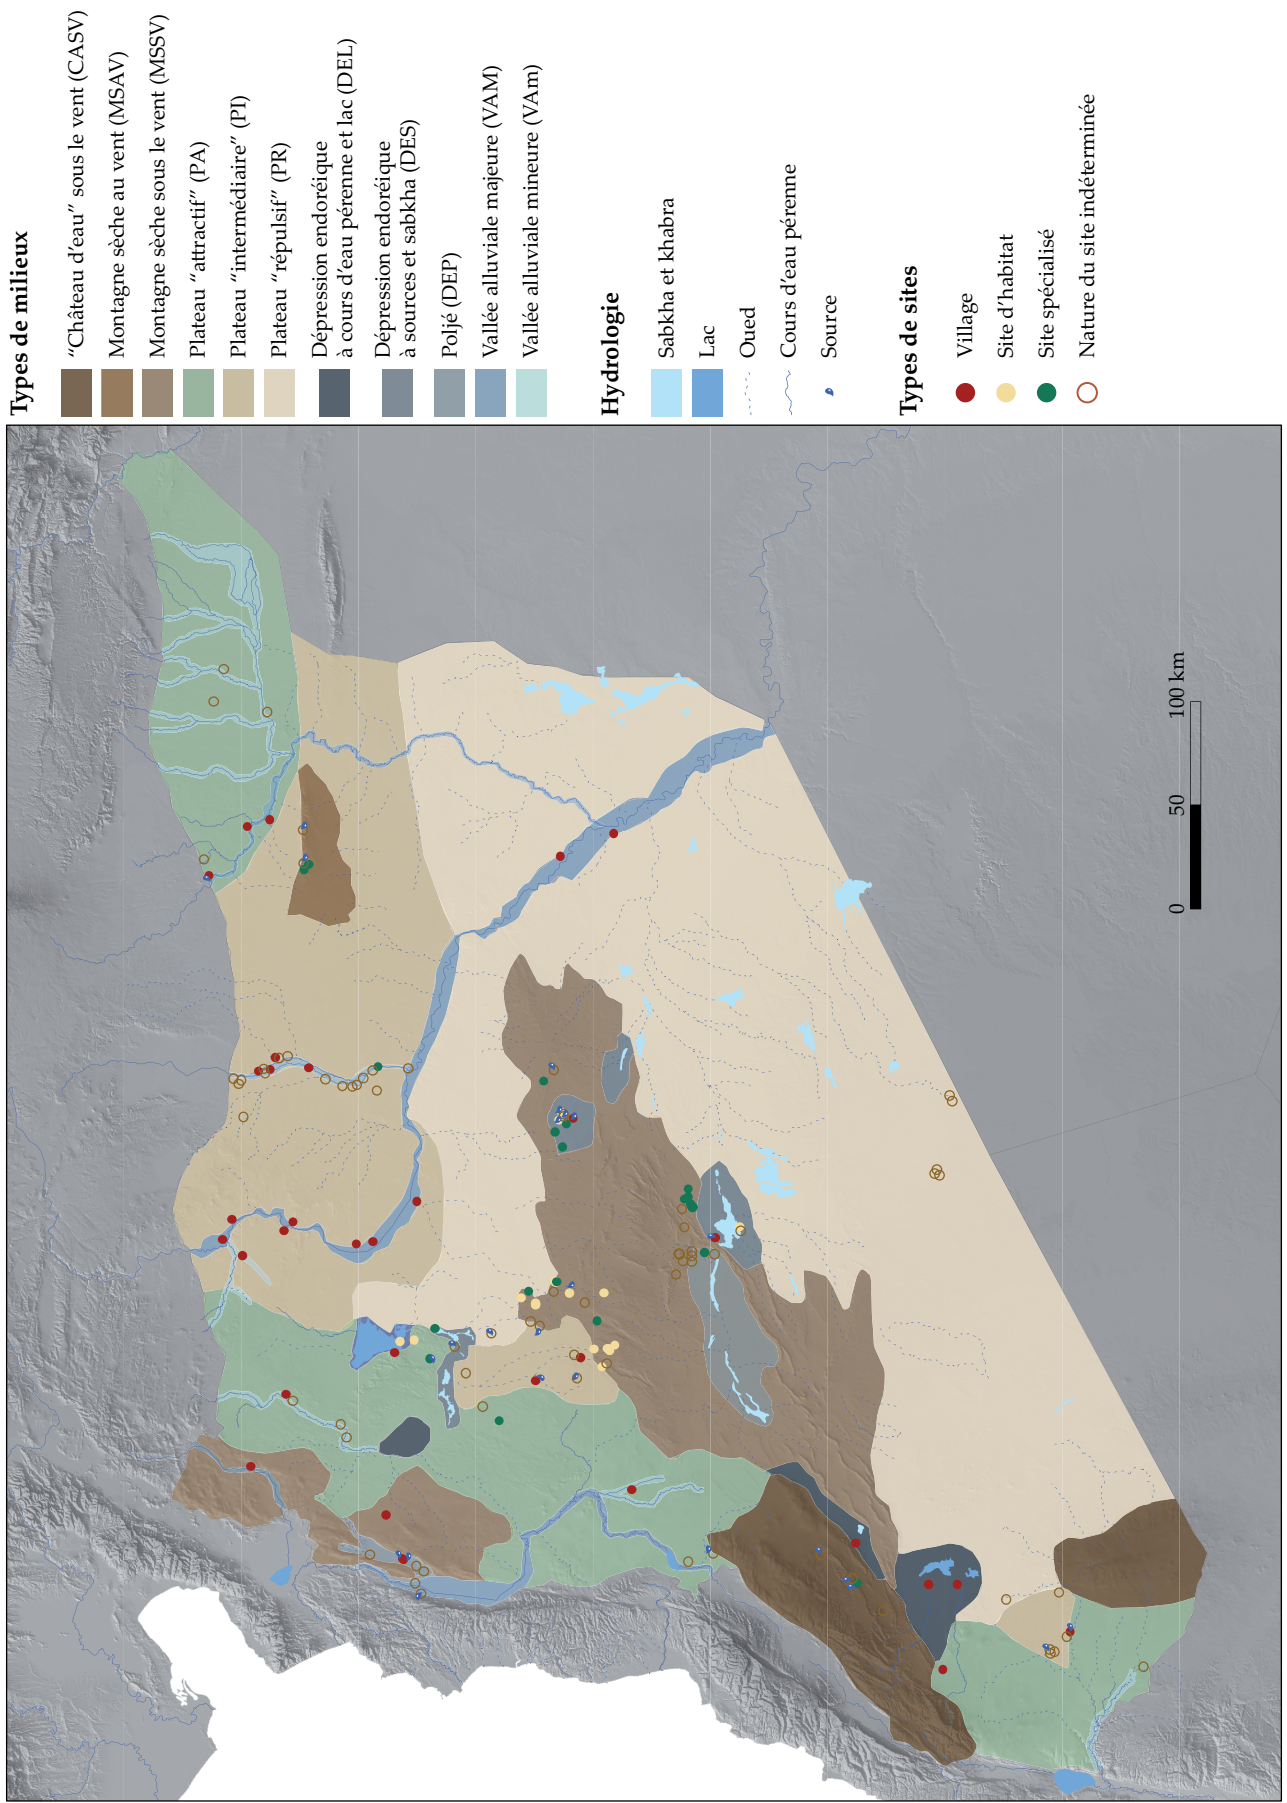 Types de milieux
“Château d’eau” sous le vent (CASV)
Montagne sèche au vent (MSAV)
Montagne sèche sous le vent (MSSV)
Plateau “attractif” (PA)
Plateau “intermédiaire” (PI)
Plateau “répulsif” (PR)
Dépression endoréique
à cours d’eau pérenne et lac (DEL)
Dépression endoréique
à sources et sabkha (DES)
Poljé (DEP)
Vallée alluviale majeure (VAM)
Vallée alluviale mineure (VAm)
Hydrologie
Sabkha et khabra
Lac
Oued
Cours d’eau pérenne
Source
Types de sites
Village
Site d’habitat
Site spécialisé
Nature du site indéterminée
0 50 100 km